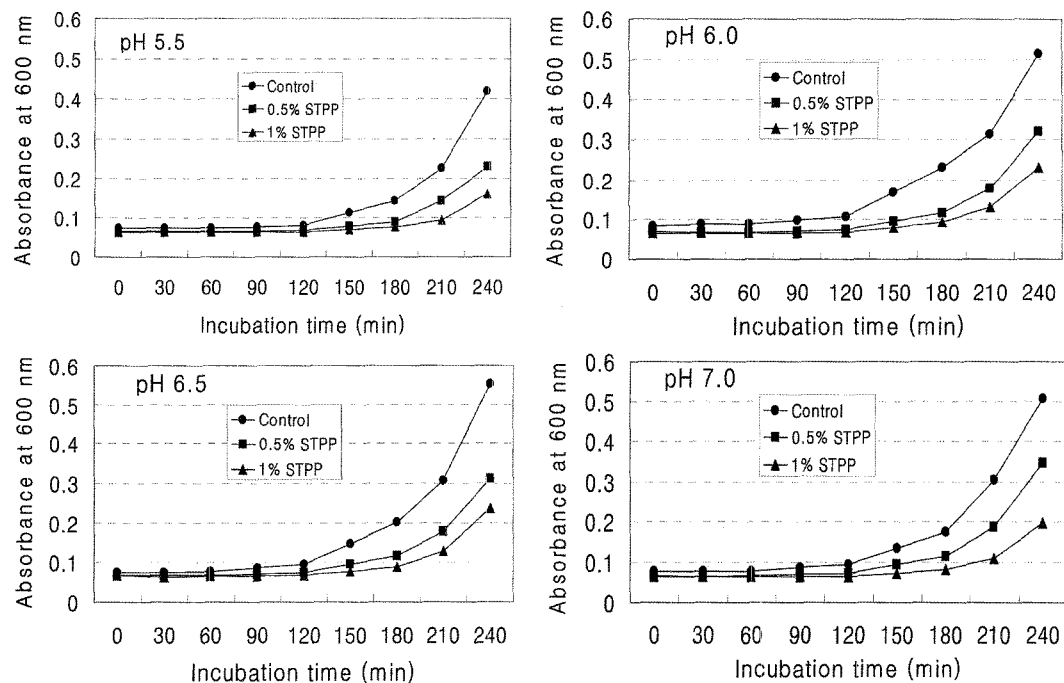 pH 5.5
Absorbance at 600 nm
0.6
0.5
0.4
0.3
0.2
0.1
0
Control
0.5% STPP
1% STPP
0 30 60 90 120 150 180 210 240
Incubation time (min)
pH 6.0
Absorbance at 600 nm
0.6
0.5
0.4
0.3
0.2
0.1
0
Control
0.5% STPP
1% STPP
0 30 60 90 120 150 180 210 240
Incubation time (min)
pH 6.5
Absorbance at 600 nm
0.6
0.5
0.4
0.3
0.2
0.1
0
Control
0.5% STPP
1% STPP
0 30 60 90 120 150 180 210 240
Incubation time (min)
pH 7.0
Absorbance at 600 nm
0.6
0.5
0.4
0.3
0.2
0.1
0
Control
0.5% STPP
1% STPP
0 30 60 90 120 150 180 210 240
Incubation time (min)